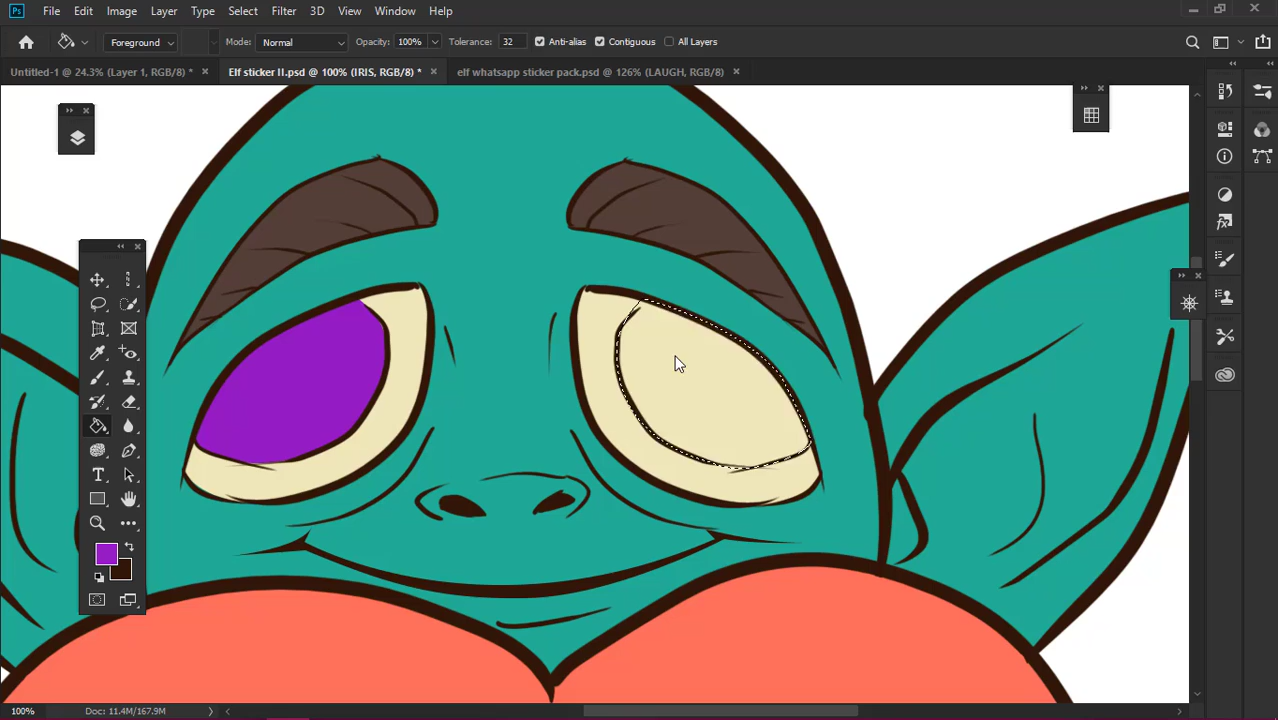 Ps File Edit Image Layer Type Select Filter 3D View Window Help
Foreground Mode: Normal Opacity: 100% Tolerance: 32 Anti-alias Contiguous All Layers
Untitled-1 @ 24.3% (Layer 1, RGB/8) * Elf sticker II.psd @ 100% (IRIS, RGB/8) * elf whatsapp sticker pack.psd @ 126% (LAUGH, RGB/8)
100% Doc: 11.4M/167.9M